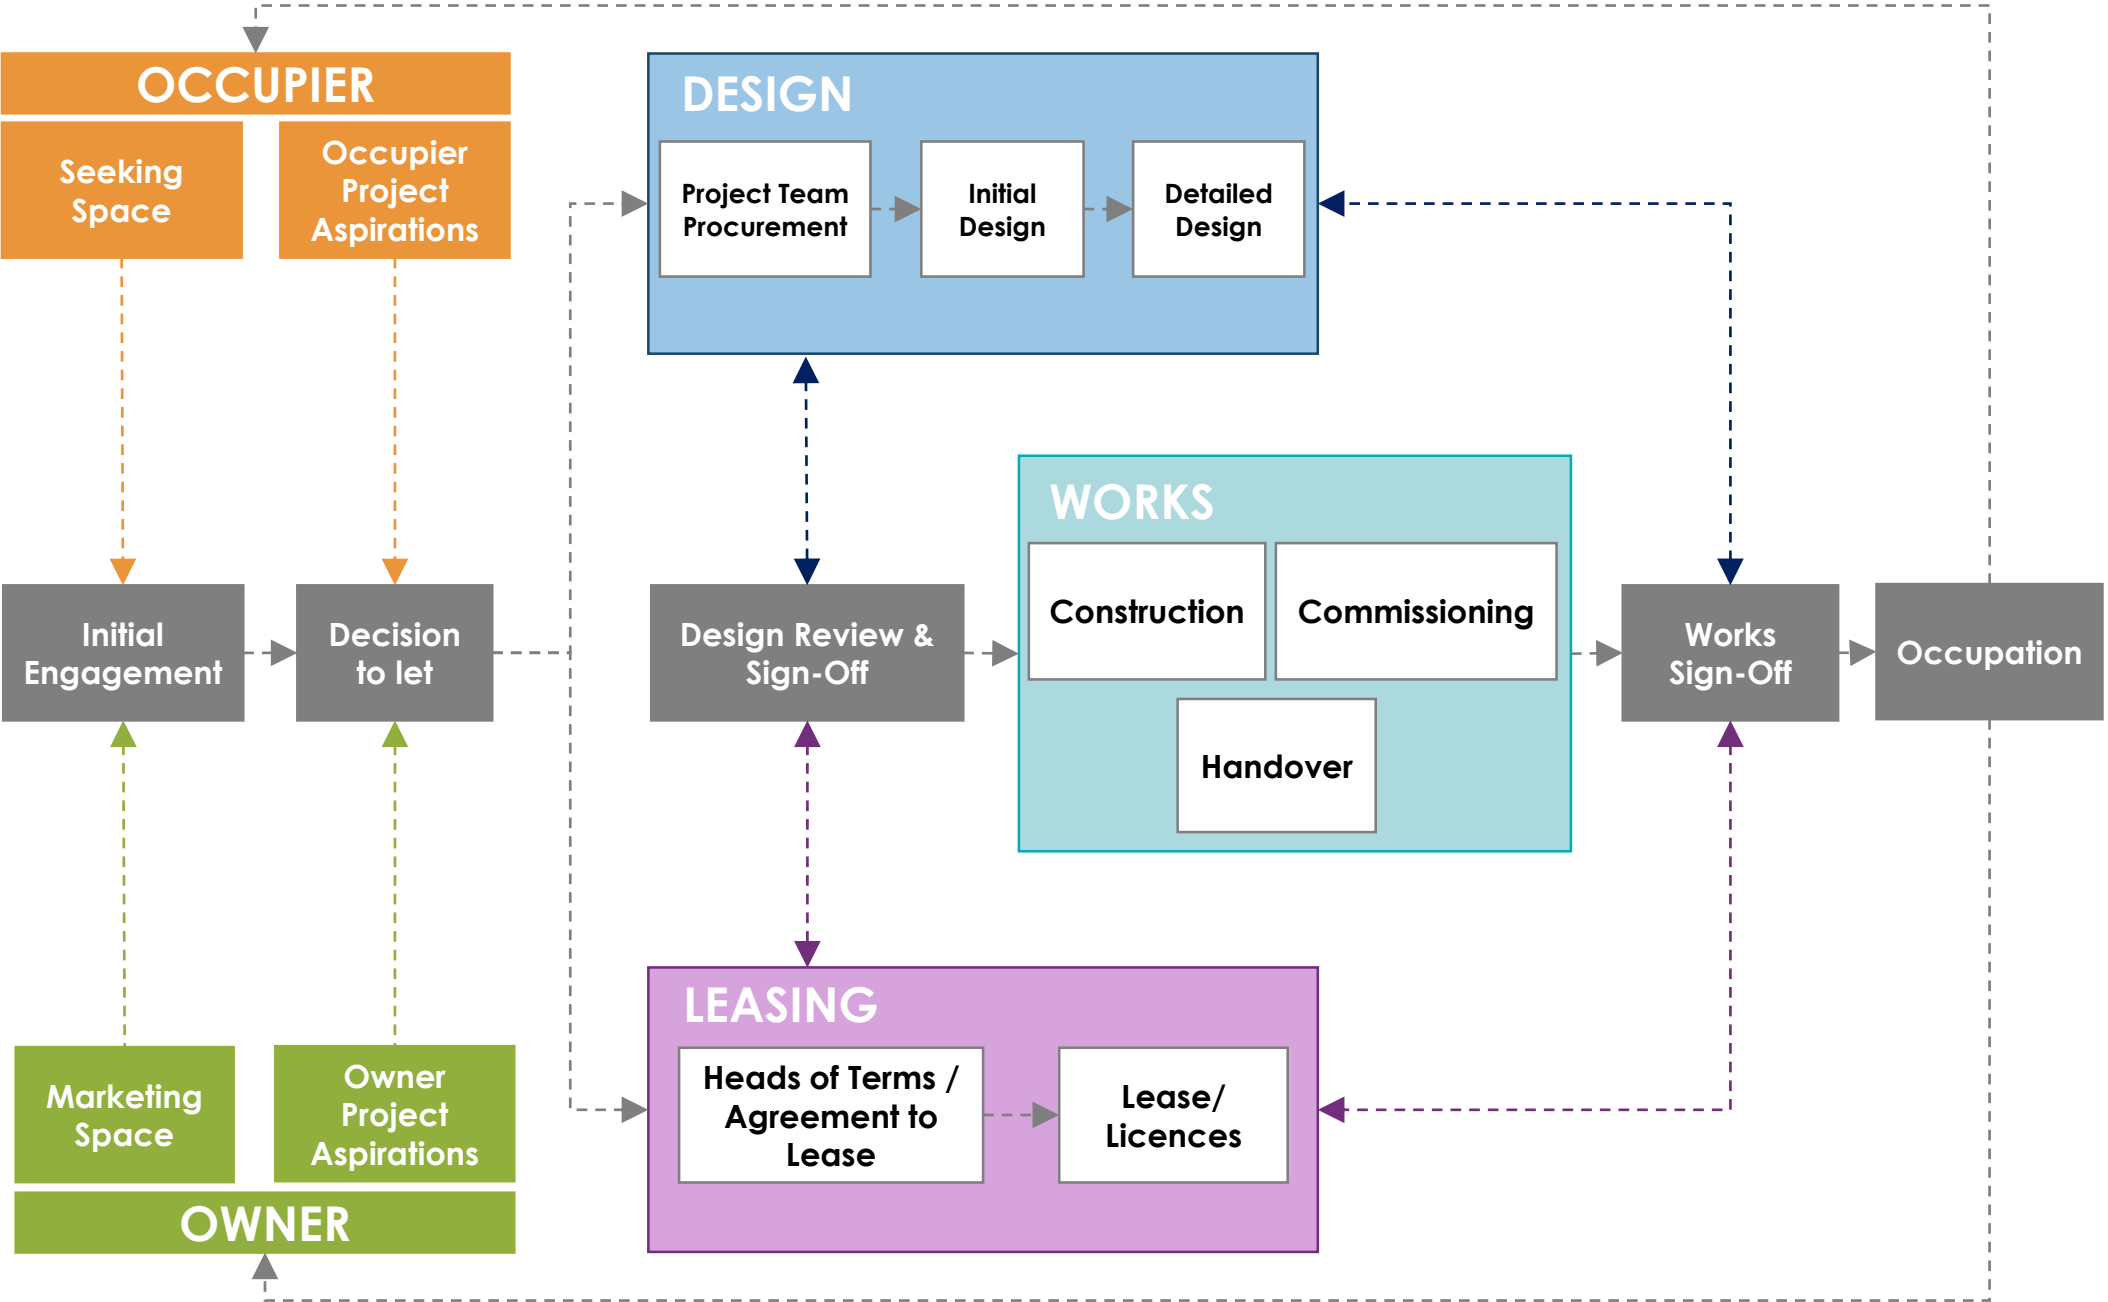 OCCUPIER
Seeking
Space
Occupier
Project
Aspirations
DESIGN
Project Team
Procurement
Initial
Design
Detailed
Design
WORKS
Construction
Commissioning
Handover
Initial
Engagement
Decision
to let
Design Review &
Sign-Off
Works
Sign-Off
Occupation
LEASING
Heads of Terms /
Agreement to
Lease
Lease/
Licences
Marketing
Space
Owner
Project
Aspirations
OWNER